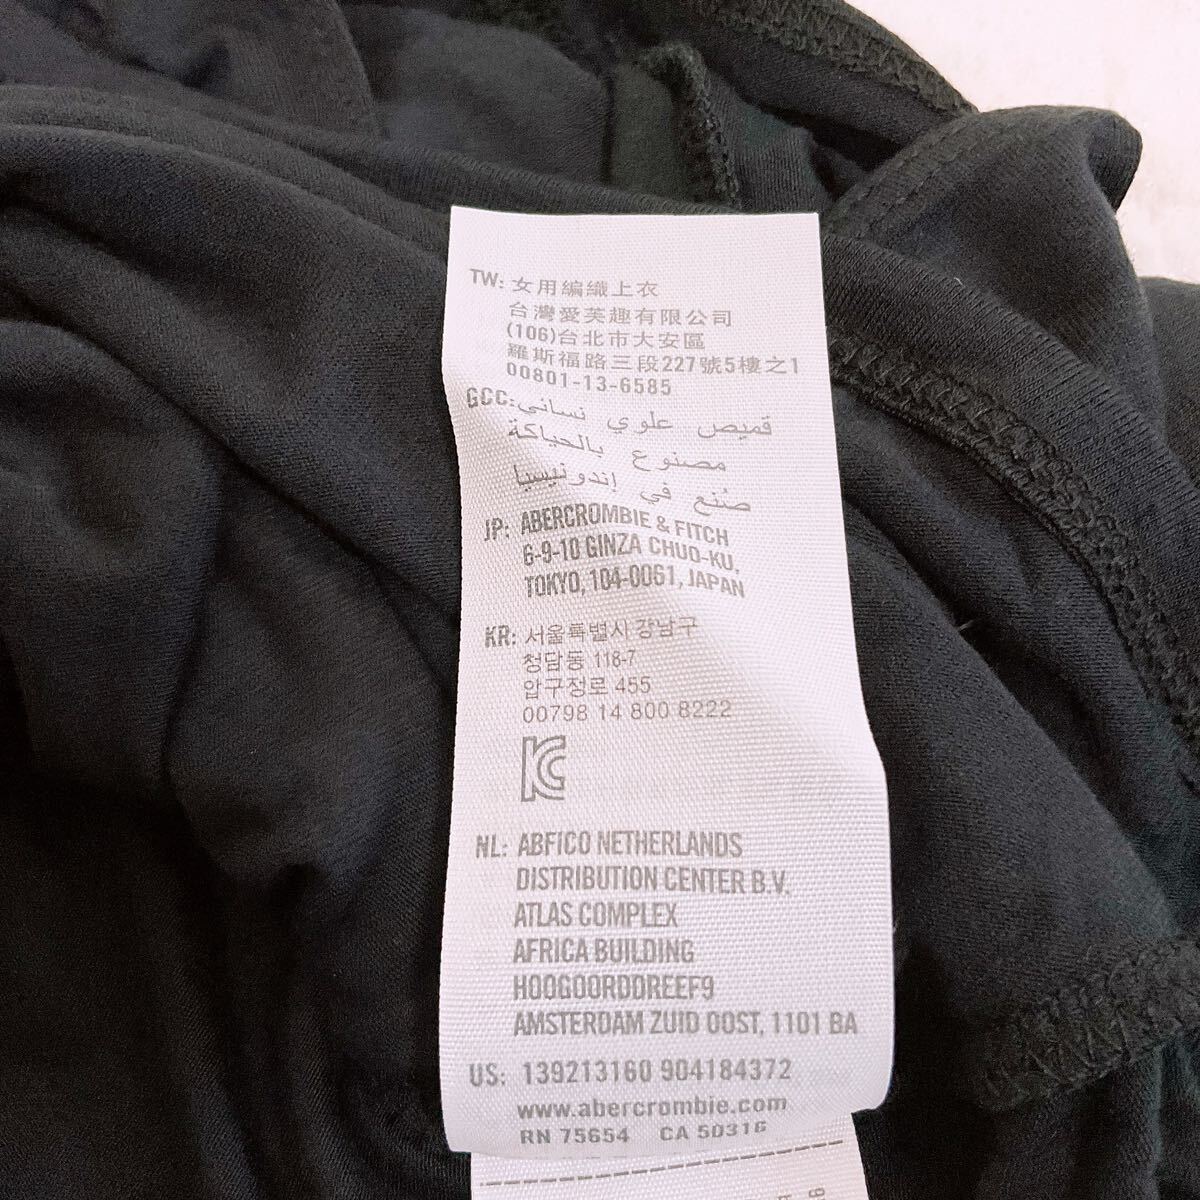 TW: 女用編織上衣
台灣愛芙趣有限公司
(106)台北市大安區
羅斯福路三段227號5樓之1
00801-13-6585
GCC: قميص علوي نسائي
مصنوع بالحياكة
صُنع في إندونيسيا
JP: ABERCROMBIE & FITCH
6-9-10 GINZA CHUO-KU,
TOKYO, 104-0061, JAPAN
KR: 서울특별시 강남구
청담동 118-7
압구정로 455
00798 14 800 8222
KC
NL: ABFICO NETHERLANDS
DISTRIBUTION CENTER B.V.
ATLAS COMPLEX
AFRICA BUILDING
HOOGOORDDREEF9
AMSTERDAM ZUID OOST, 1101 BA
US: 139213160 904184372
www.abercrombie.com
RN 75654 CA 50316